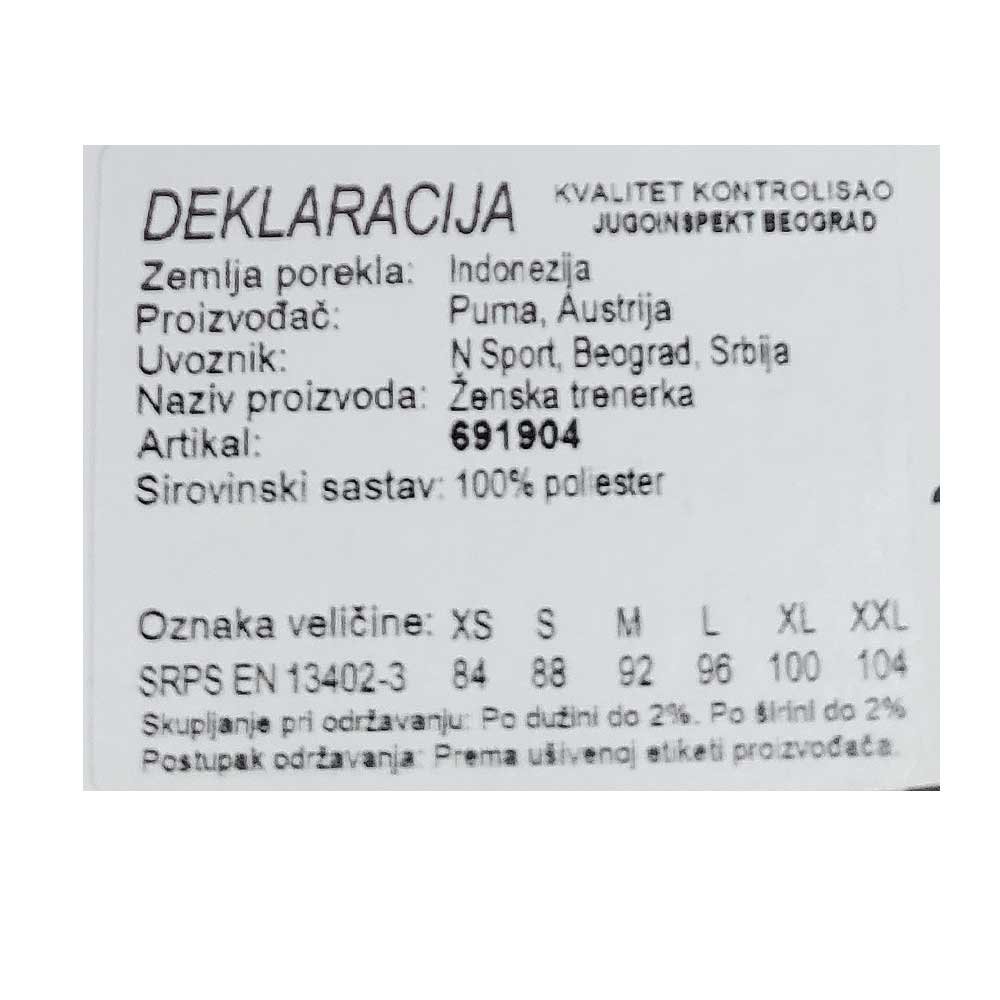 DEKLARACIJA
KVALITET KONTROLISAO
JUGOINSPEKT BEOGRAD
Zemlja porekla: Indonezija
Proizvođač: Puma, Austrija
Uvoznik: N Sport, Beograd, Srbija
Naziv proizvoda: Ženska trenerka
Artikal: 691904
Sirovinski sastav: 100% poliester
Oznaka veličine: XS S M L XL XXL
SRPS EN 13402-3 84 88 92 96 100 104
Skupljanje pri održavanju: Po dužini do 2%. Po širini do 2%
Postupak održavanja: Prema ušivenoj etiketi proizvođača.